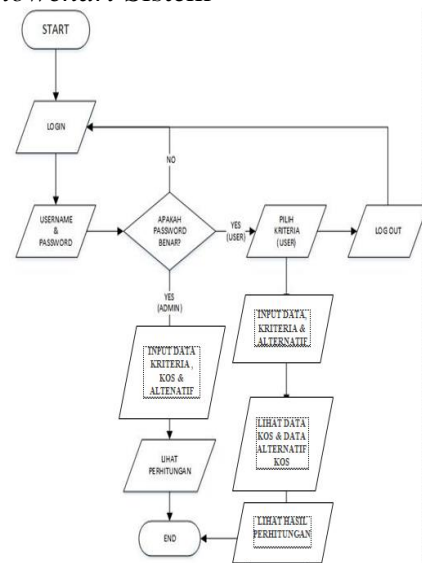 Sistem
START
LOGIN
NO
USERNAME
&
PASSWORD
APAKAH
PASSWORD
BENAR?
YES
(USER)
PILIH
KRITERIA
(USER)
LOG OUT
YES
(ADMIN)
INPUT DATA
KRITERIA ,
KOS &
ALTENATIF
INPUT DATA,
KRITERIA &
ALTERNATIF
LIHAT
PERHITUNGAN
LIHAT DATA
KOS & DATA
ALTERNATIF
KOS
END
LIHAT HASIL
PERHITUNGAN